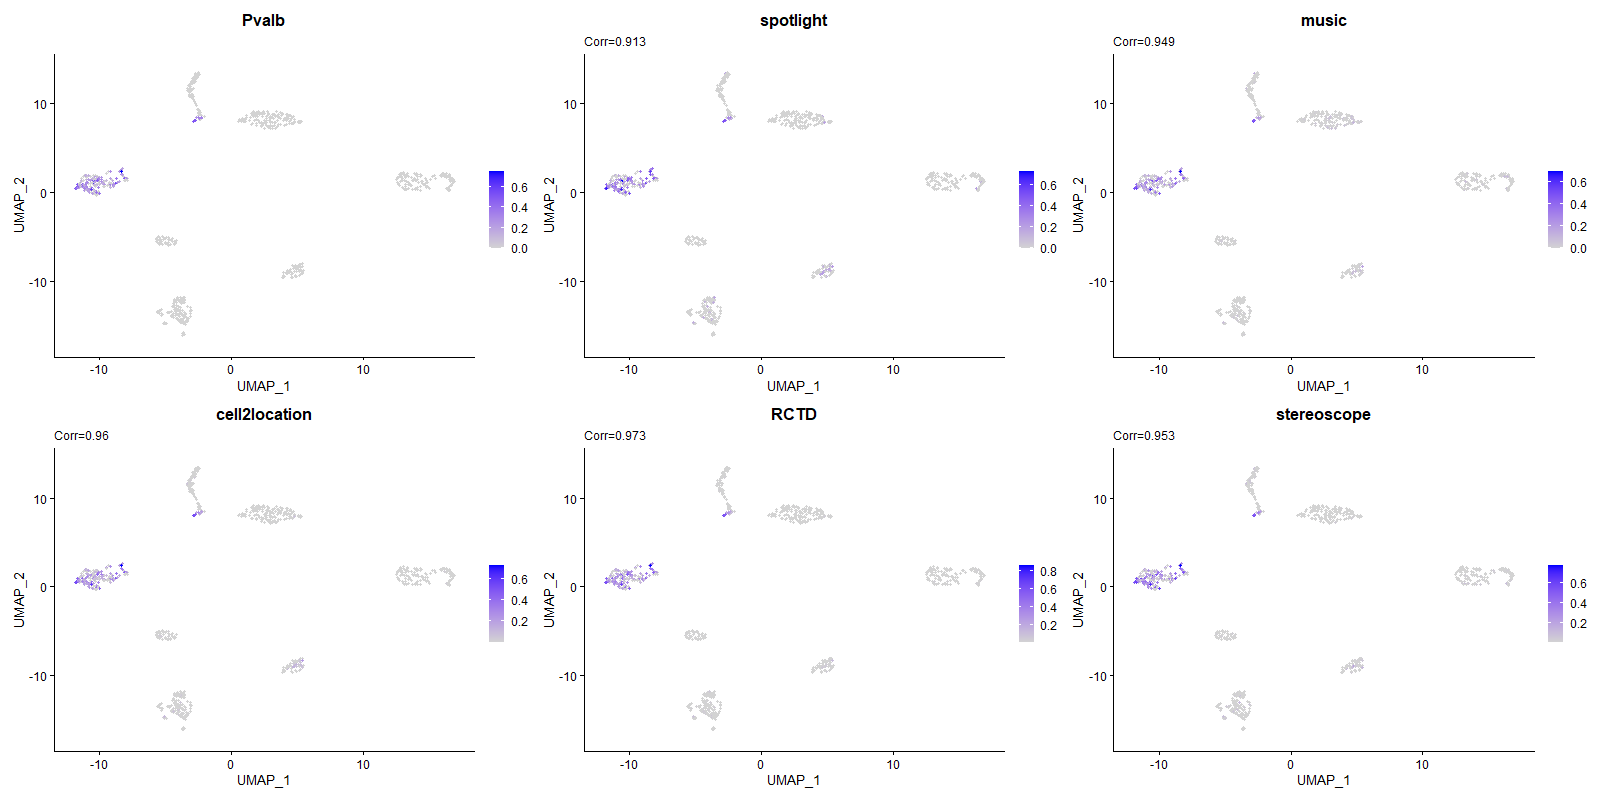 Pvalb
UMAP_2
10
0
-10
-10
0
10
UMAP_1
0.6
0.4
0.2
0.0
spotlight
Corr=0.913
UMAP_2
10
0
-10
-10
0
10
UMAP_1
0.6
0.4
0.2
0.0
music
Corr=0.949
UMAP_2
10
0
-10
-10
0
10
UMAP_1
0.6
0.4
0.2
0.0
cell2location
Corr=0.96
UMAP_2
10
0
-10
-10
0
10
UMAP_1
0.6
0.4
0.2
RCTD
Corr=0.973
UMAP_2
10
0
-10
-10
0
10
UMAP_1
0.8
0.6
0.4
0.2
stereoscope
Corr=0.953
UMAP_2
10
0
-10
-10
0
10
UMAP_1
0.6
0.4
0.2